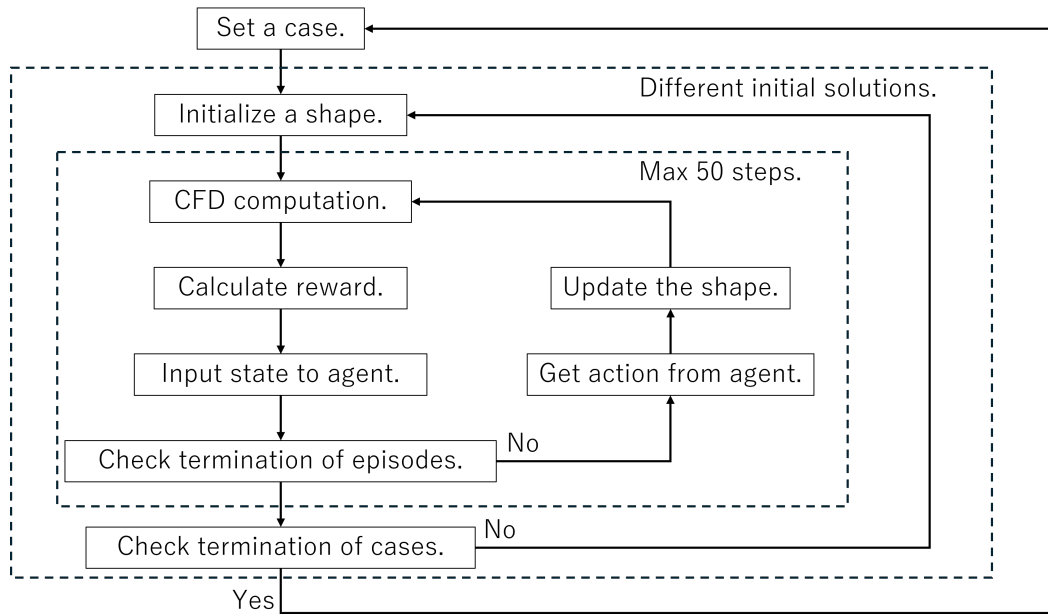 Set a case.
Different initial solutions.
Initialize a shape.
Max 50 steps.
CFD computation.
Calculate reward.
Update the shape.
Input state to agent.
Get action from agent.
No
Check termination of episodes.
No
Check termination of cases.
Yes